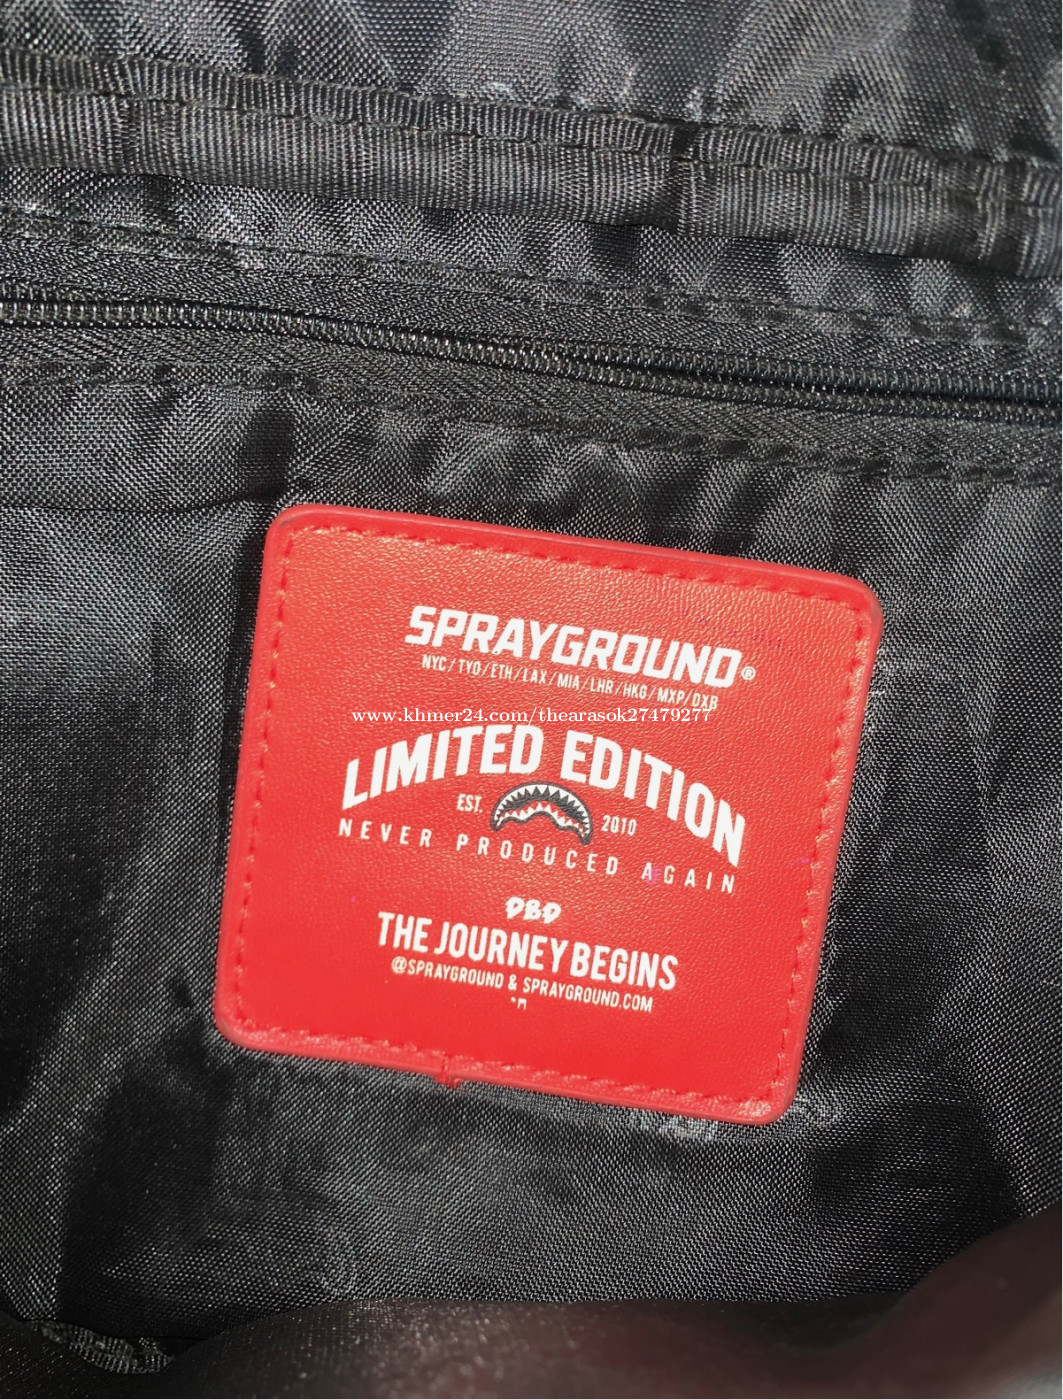 SPRAYGROUND®
NYC/TYO/ETH/LAX/MIA/LHR/HKG/MXP/DXB
www.khmer24.com/thearasok27479277
LIMITED EDITION
EST. 2010
NEVER PRODUCED AGAIN
DBD
THE JOURNEY BEGINS
@SPRAYGROUND & SPRAYGROUND.COM